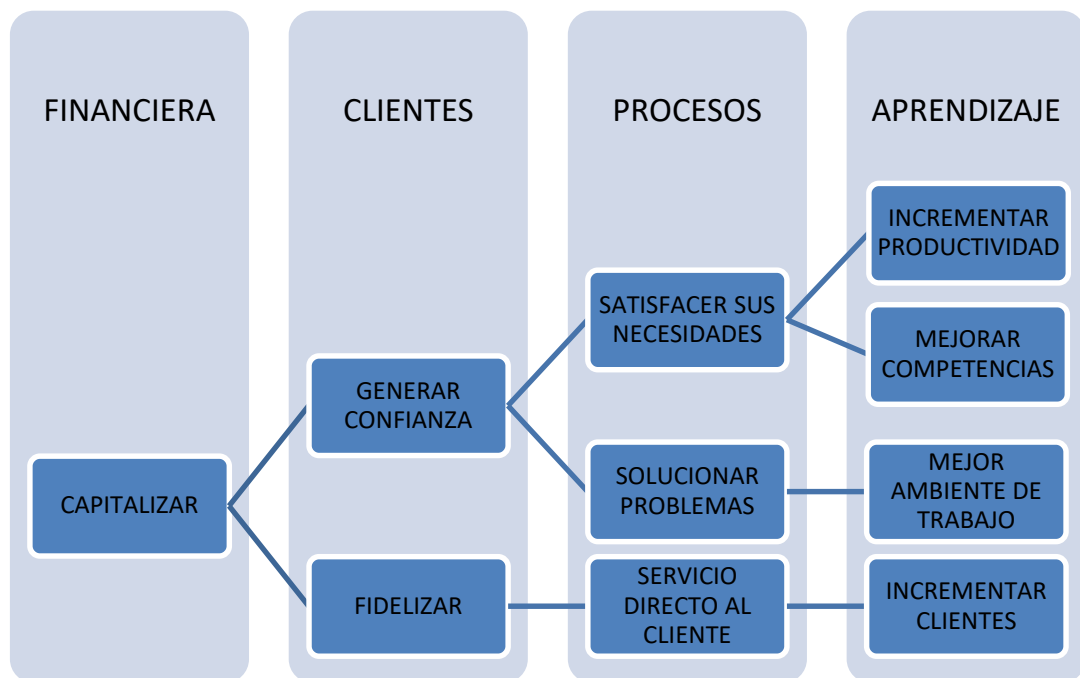 FINANCIERA
CLIENTES
PROCESOS
APRENDIZAJE
CAPITALIZAR
GENERAR
CONFIANZA
FIDELIZAR
SATISFACER SUS
NECESIDADES
SOLUCIONAR
PROBLEMAS
SERVICIO
DIRECTO AL
CLIENTE
INCREMENTAR
PRODUCTIVIDAD
MEJORAR
COMPETENCIAS
MEJOR
AMBIENTE DE
TRABAJO
INCREMENTAR
CLIENTES